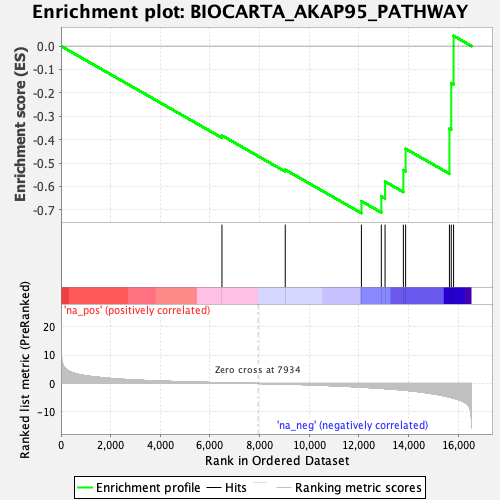 Enrichment plot: BIOCARTA_AKAP95_PATHWAY
Enrichment score (ES)
0.0
-0.1
-0.2
-0.3
-0.4
-0.5
-0.6
-0.7
'na_pos' (positively correlated)
Ranked list metric (PreRanked)
20
10
0
-10
Zero cross at 7934
'na_neg' (negatively correlated)
0 2,000 4,000 6,000 8,000 10,000 12,000 14,000 16,000
Rank in Ordered Dataset
Enrichment profile Hits Ranking metric scores